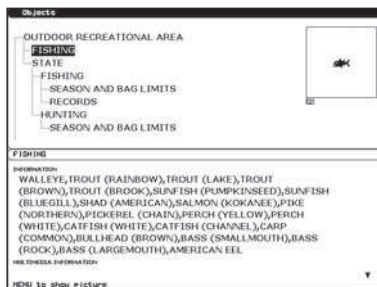 Objects
OUTDOOR RECREATIONAL AREA
FISHING
STATE
FISHING
SEASON AND BAG LIMITS
RECORDS
HUNTING
SEASON AND BAG LIMITS
FISHING
INFORMATION
WALLEYE,TROUT (RAINBOW),TROUT (LAKE),TROUT
(BROWN),TROUT (BROOK),SUNFISH (PUMPKINSEED),SUNFISH
(BLUEGILL),SHAD (AMERICAN),SALMON (KOKANEE),PIKE
(NORTHERN),PICKEREL (CHAIN),PERCH (YELLOW),PERCH
(WHITE),CATFISH (WHITE),CATFISH (CHANNEL),CARP
(COMMON),BULLHEAD (BROWN),BASS (SMALLMOUTH),BASS
(ROCK),BASS (LARGEMOUTH),AMERICAN EEL
MULTIMEDIA INFORMATION
MENU to show picture